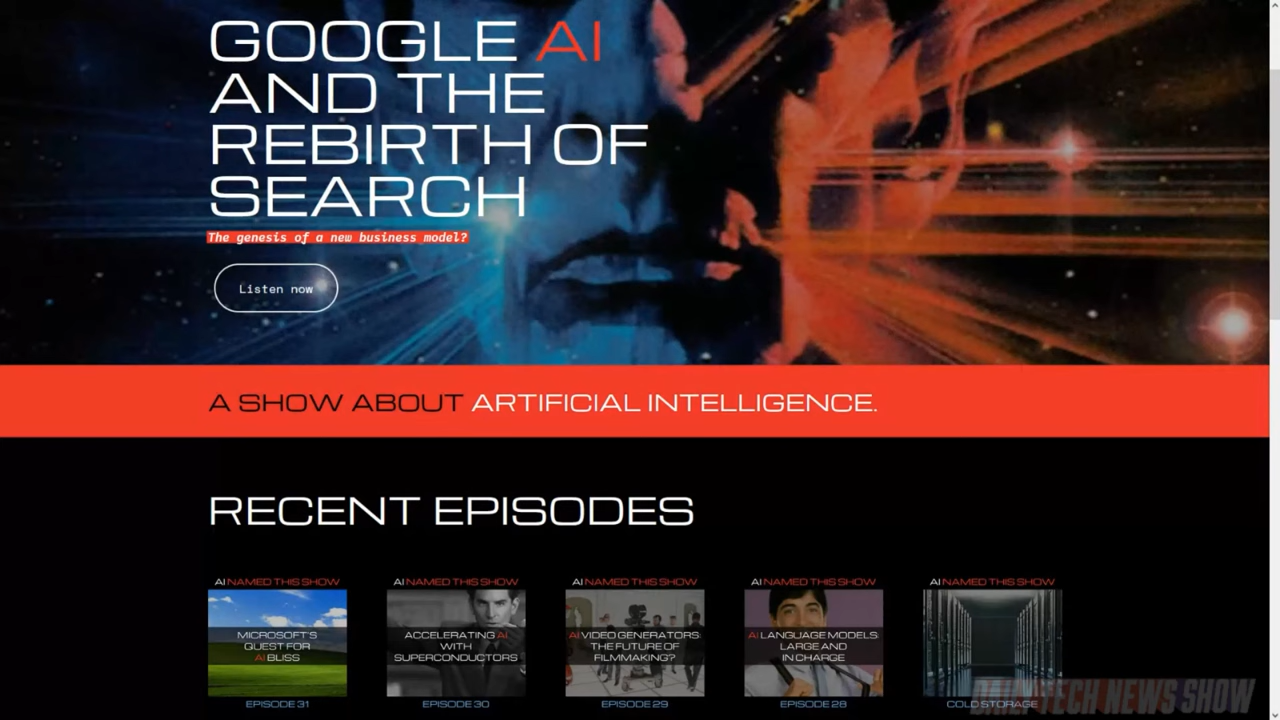 GOOGLE AI
AND THE
REBIRTH OF
SEARCH
The genesis of a new business model?
Listen now
A SHOW ABOUT ARTIFICIAL INTELLIGENCE.
RECENT EPISODES
AI NAMED THIS SHOW
MICROSOFT'S
QUEST FOR
AI BLISS
EPISODE 31
AI NAMED THIS SHOW
ACCELERATING AI
WITH
SUPERCONDUCTORS
EPISODE 30
AI NAMED THIS SHOW
AI VIDEO GENERATORS:
THE FUTURE OF
FILMMAKING?
EPISODE 29
AI NAMED THIS SHOW
AI LANGUAGE MODELS:
LARGE AND
IN CHARGE
EPISODE 28
AI NAMED THIS SHOW
COLD STORAGE
DAILY TECH NEWS SHOW